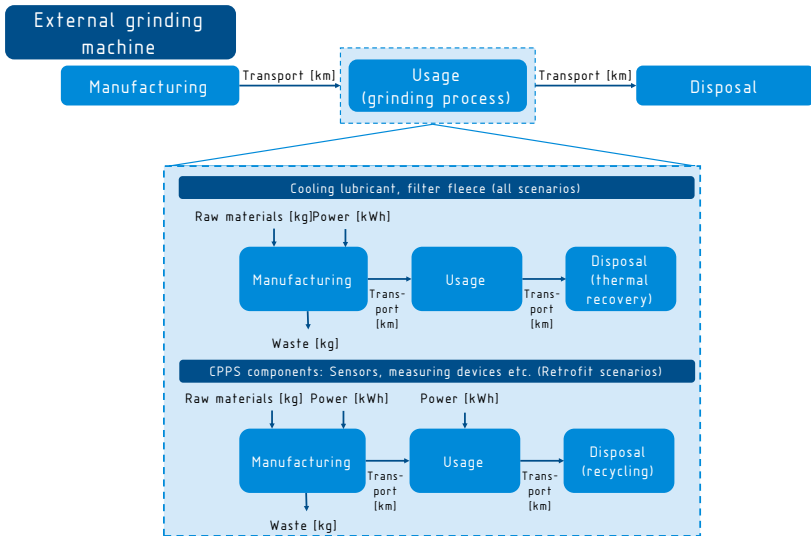 External grinding
machine
Manufacturing
Transport [km]
Usage
(grinding process)
Transport [km]
Disposal
Cooling lubricant, filter fleece (all scenarios)
Raw materials [kg]
Power [kWh]
Manufacturing
Trans-
port
[km]
Usage
Trans-
port
[km]
Disposal
(thermal
recovery)
Waste [kg]
CPPS components: Sensors, measuring devices etc. (Retrofit scenarios)
Raw materials [kg]
Power [kWh]
Power [kWh]
Manufacturing
Trans-
port
[km]
Usage
Trans-
port
[km]
Disposal
(recycling)
Waste [kg]